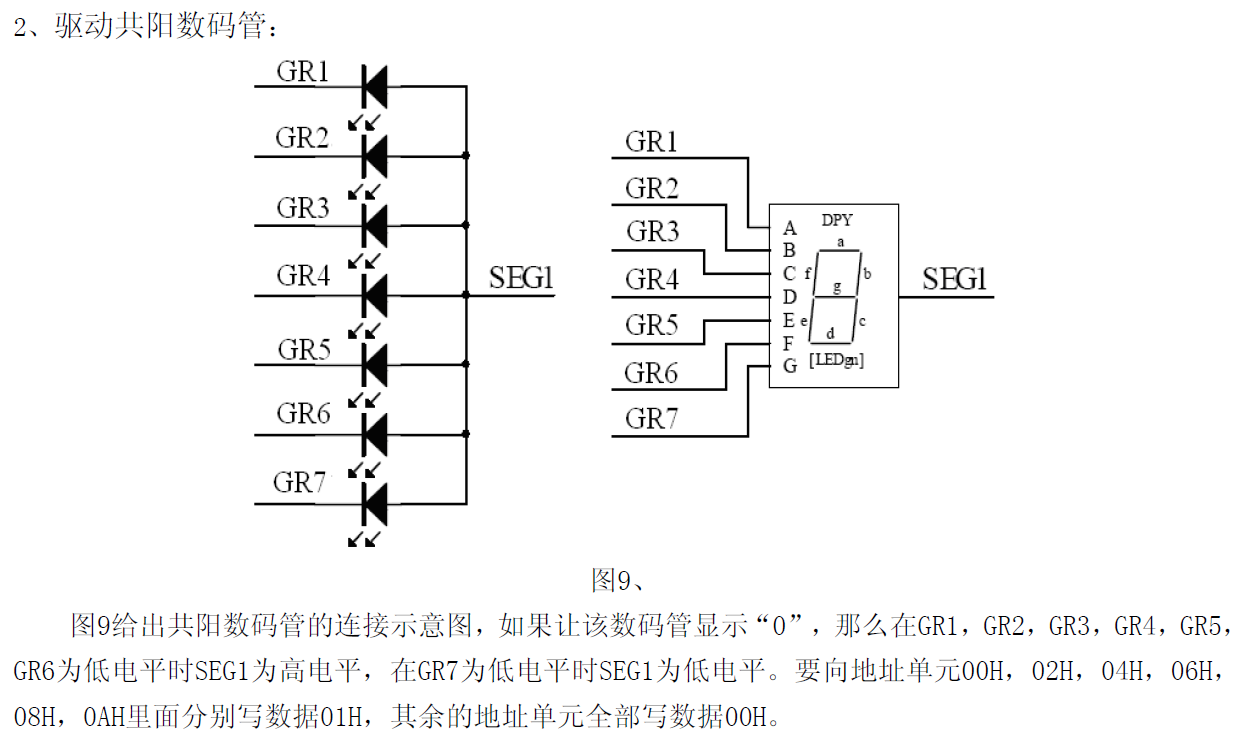 2、驱动共阳数码管：
GR1
GR2
GR3
GR4
GR5
GR6
GR7
SEG1
GR1
GR2
GR3
GR4
GR5
GR6
GR7
A
B
C
D
E
F
G
DPY
a
f
b
g
e
c
d
[LEDgn]
SEG1
图9、
图9给出共阳数码管的连接示意图，如果让该数码管显示“0”，那么在GR1，GR2，GR3，GR4，GR5，
GR6为低电平时SEG1为高电平，在GR7为低电平时SEG1为低电平。要向地址单元00H，02H，04H，06H，
08H，0AH里面分别写数据01H，其余的地址单元全部写数据00H。